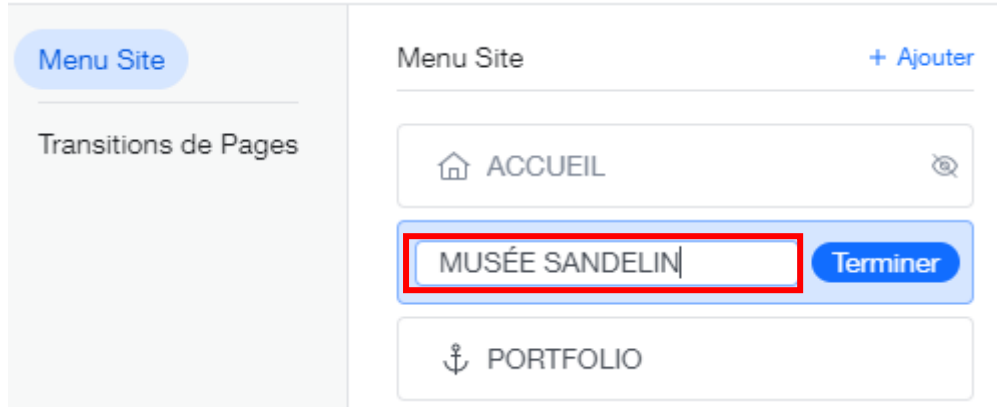 Menu Site
Transitions de Pages
Menu Site
+ Ajouter
ACCUEIL
MUSÉE SANDELIN
Terminer
PORTFOLIO